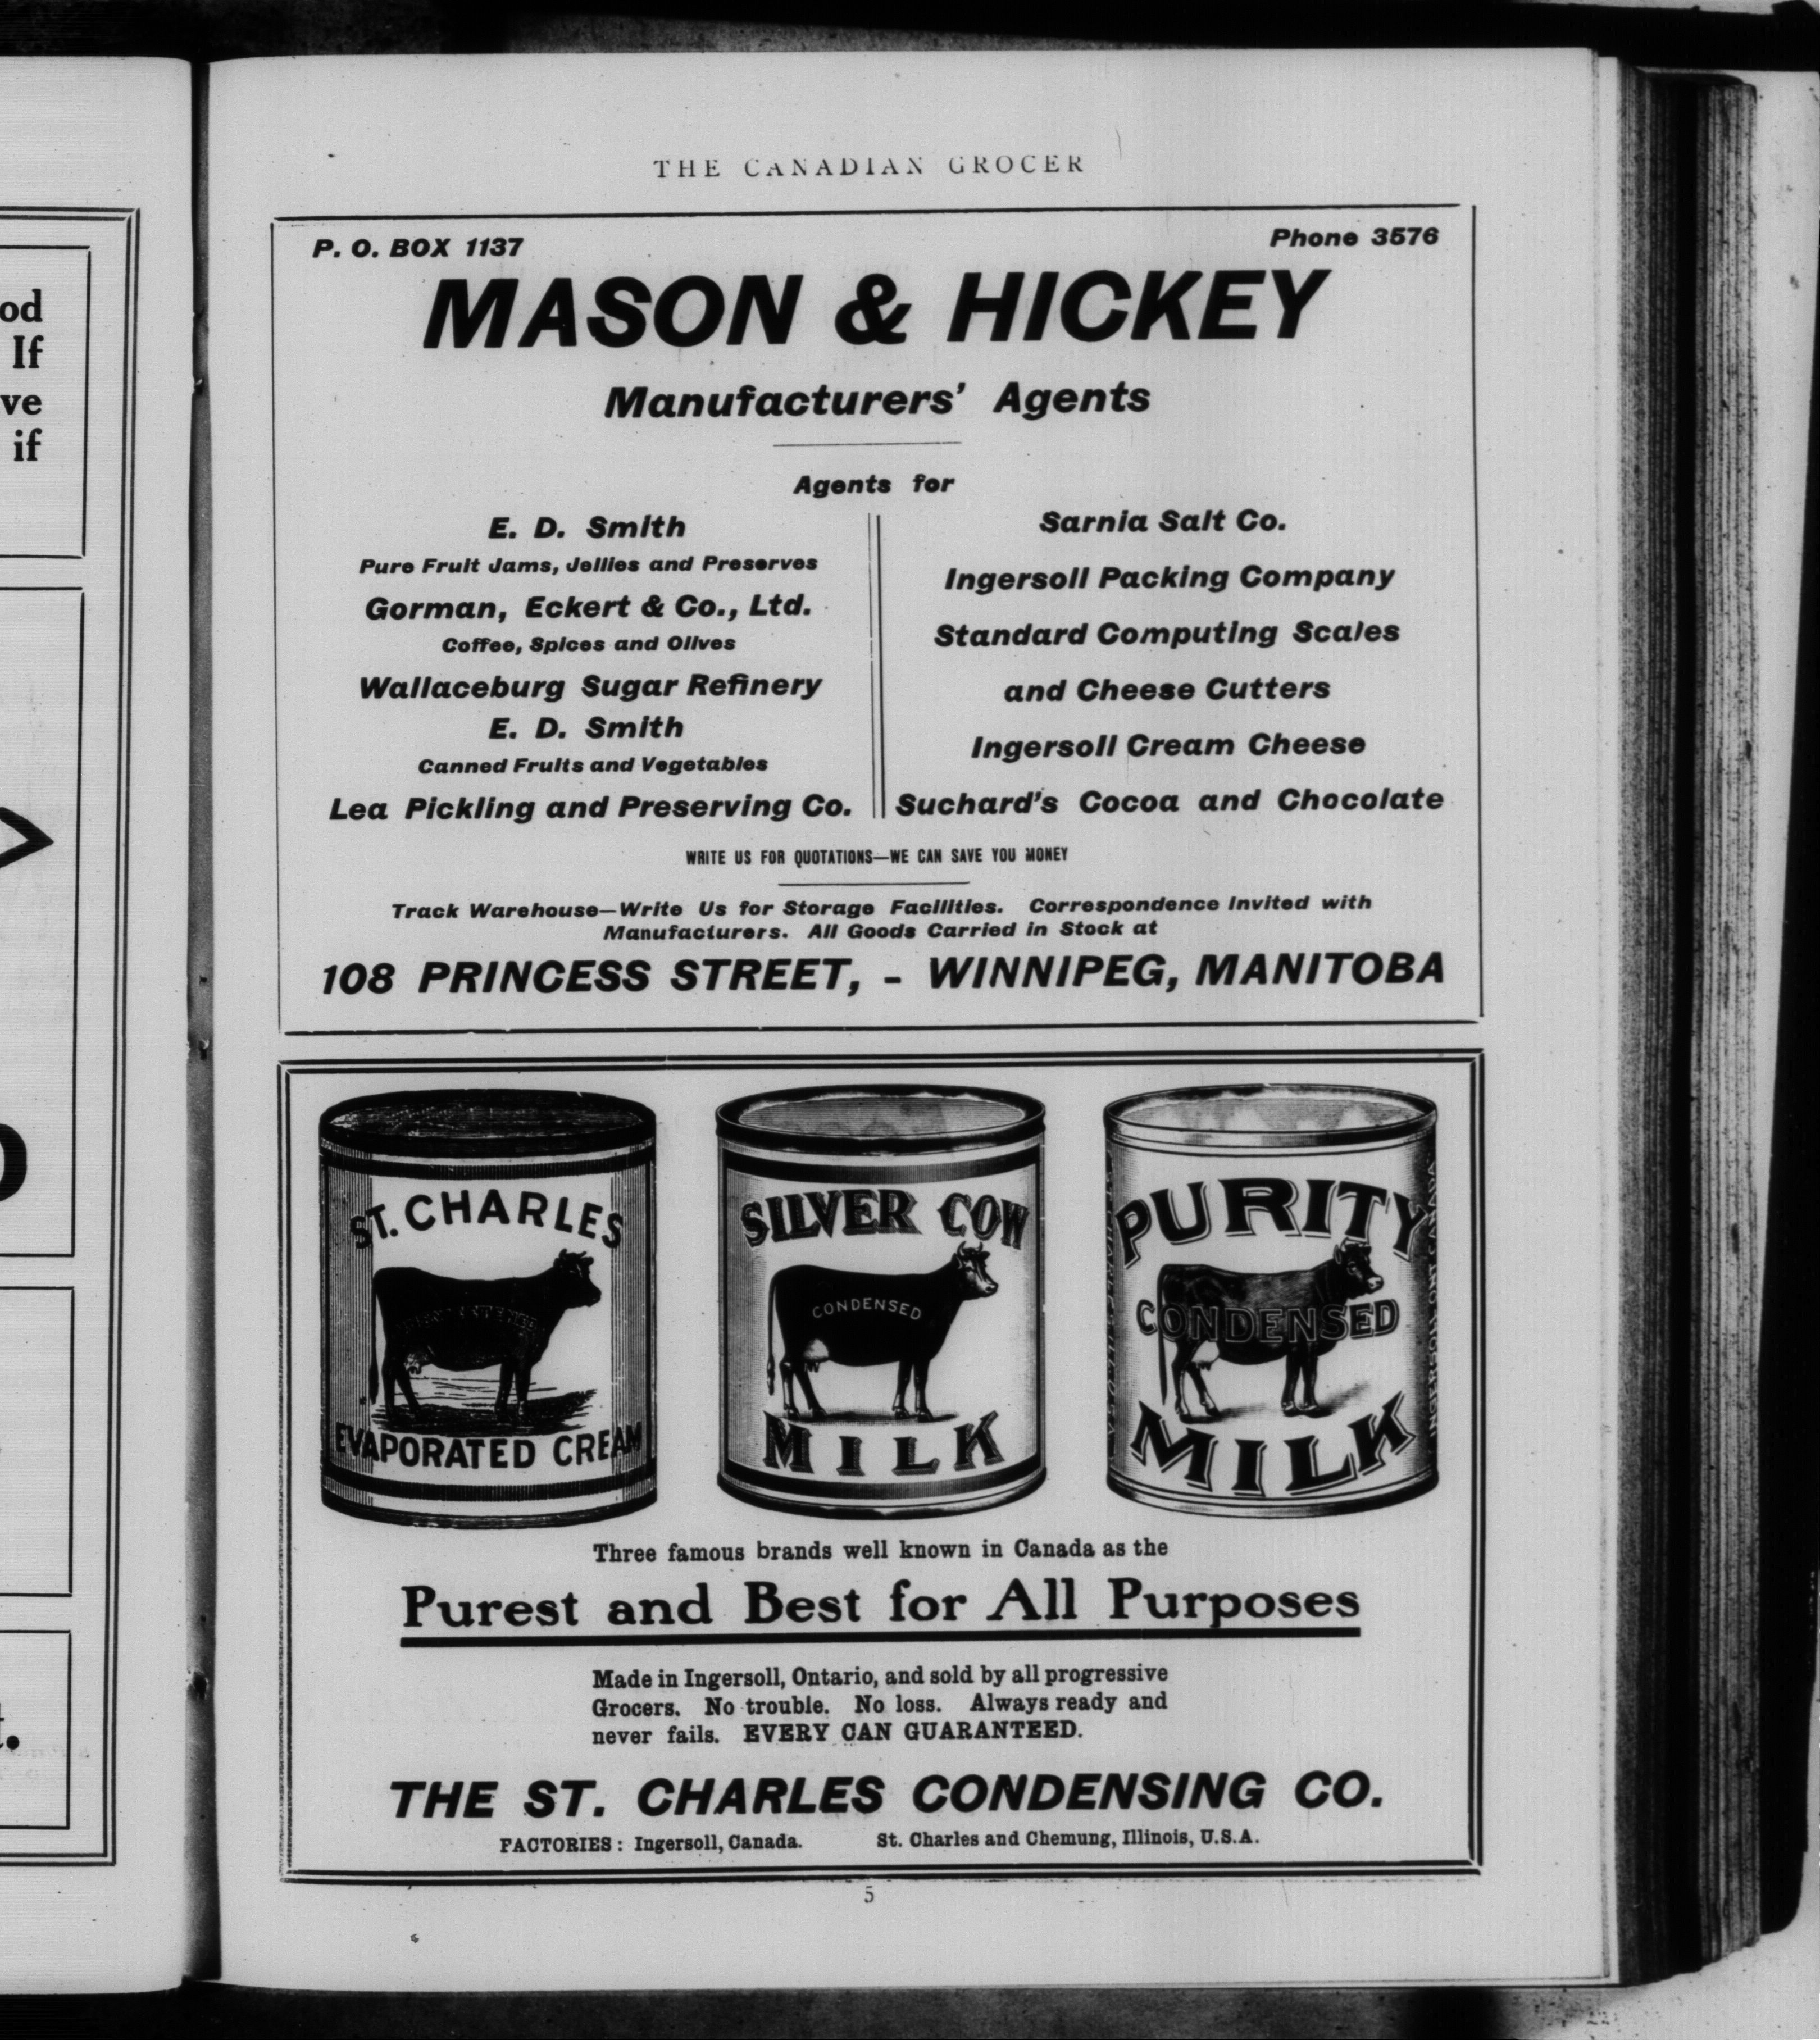 od
If
ve
if
THE CANADIAN GROCER
P. O. BOX 1137
Phone 3576
MASON & HICKEY
Manufacturers' Agents
Agents for
E. D. Smith
Pure Fruit Jams, Jellies and Preserves
Gorman, Eckert & Co., Ltd.
Coffee, Spices and Olives
Wallaceburg Sugar Refinery
E. D. Smith
Canned Fruits and Vegetables
Lea Pickling and Preserving Co.
Sarnia Salt Co.
Ingersoll Packing Company
Standard Computing Scales
and Cheese Cutters
Ingersoll Cream Cheese
Suchard's Cocoa and Chocolate
WRITE US FOR QUOTATIONS—WE CAN SAVE YOU MONEY
Track Warehouse—Write Us for Storage Facilities. Correspondence Invited with
Manufacturers. All Goods Carried in Stock at
108 PRINCESS STREET, - WINNIPEG, MANITOBA
ST. CHARLES
EVAPORATED CREAM
SILVER COW
CONDENSED
MILK
PURITY
CONDENSED
MILK
INGERSOLL ONT CANADA
Three famous brands well known in Canada as the
Purest and Best for All Purposes
Made in Ingersoll, Ontario, and sold by all progressive
Grocers. No trouble. No loss. Always ready and
never fails. EVERY CAN GUARANTEED.
THE ST. CHARLES CONDENSING CO.
FACTORIES: Ingersoll, Canada. St. Charles and Chemung, Illinois, U.S.A.
5